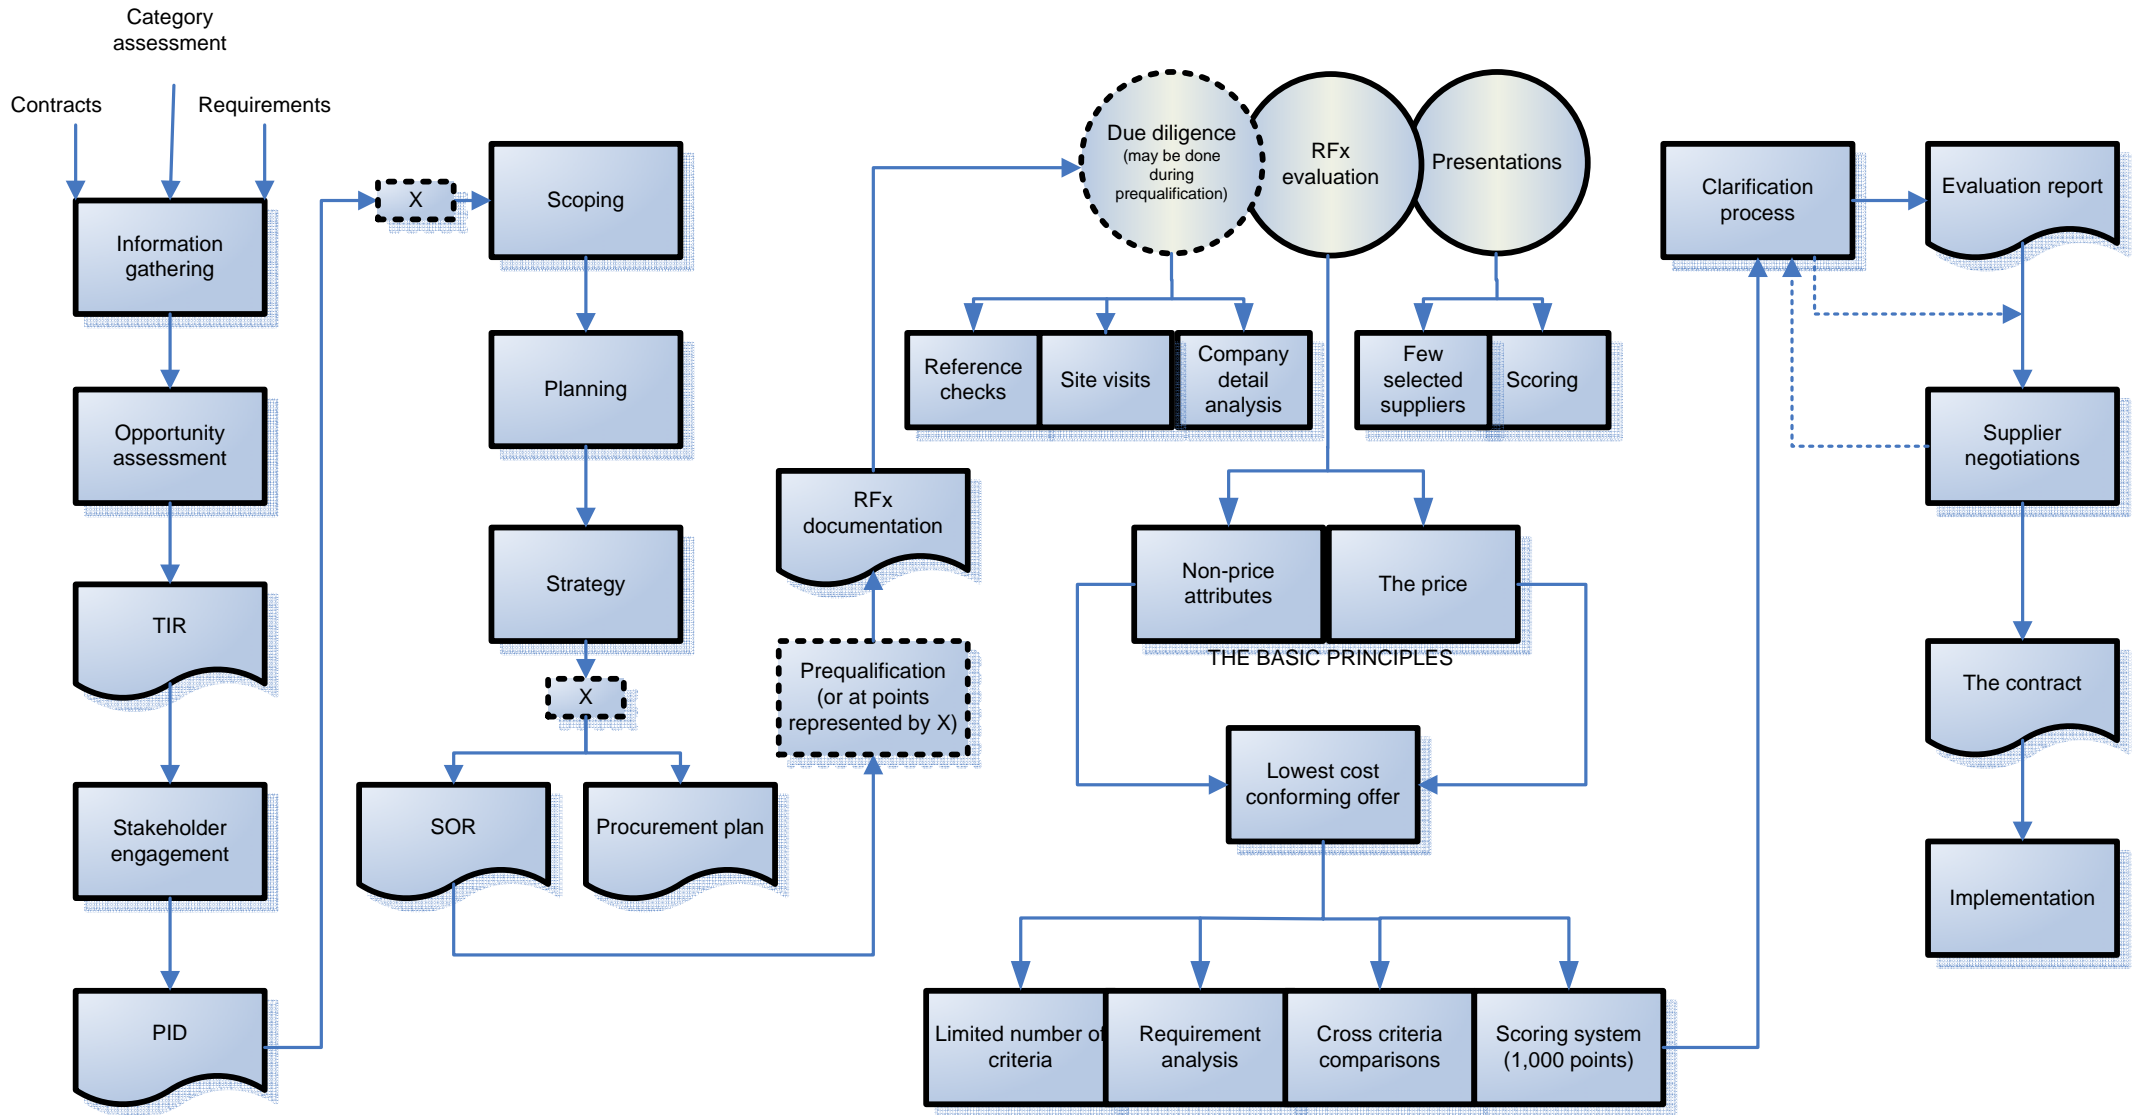 Category
assessment
Contracts
Requirements
Information
gathering
Opportunity
assessment
TIR
Stakeholder
engagement
PID
X
Scoping
Planning
Strategy
X
SOR
Procurement plan
RFx
documentation
Prequalification
(or at points
represented by X)
Due diligence
(may be done
during
prequalification)
RFx
evaluation
Presentations
Reference
checks
Site visits
Company
detail
analysis
Few
selected
suppliers
Scoring
Non-price
attributes
The price
THE BASIC PRINCIPLES
Lowest cost
conforming offer
Limited number of
criteria
Requirement
analysis
Cross criteria
comparisons
Scoring system
(1,000 points)
Clarification
process
Evaluation report
Supplier
negotiations
The contract
Implementation